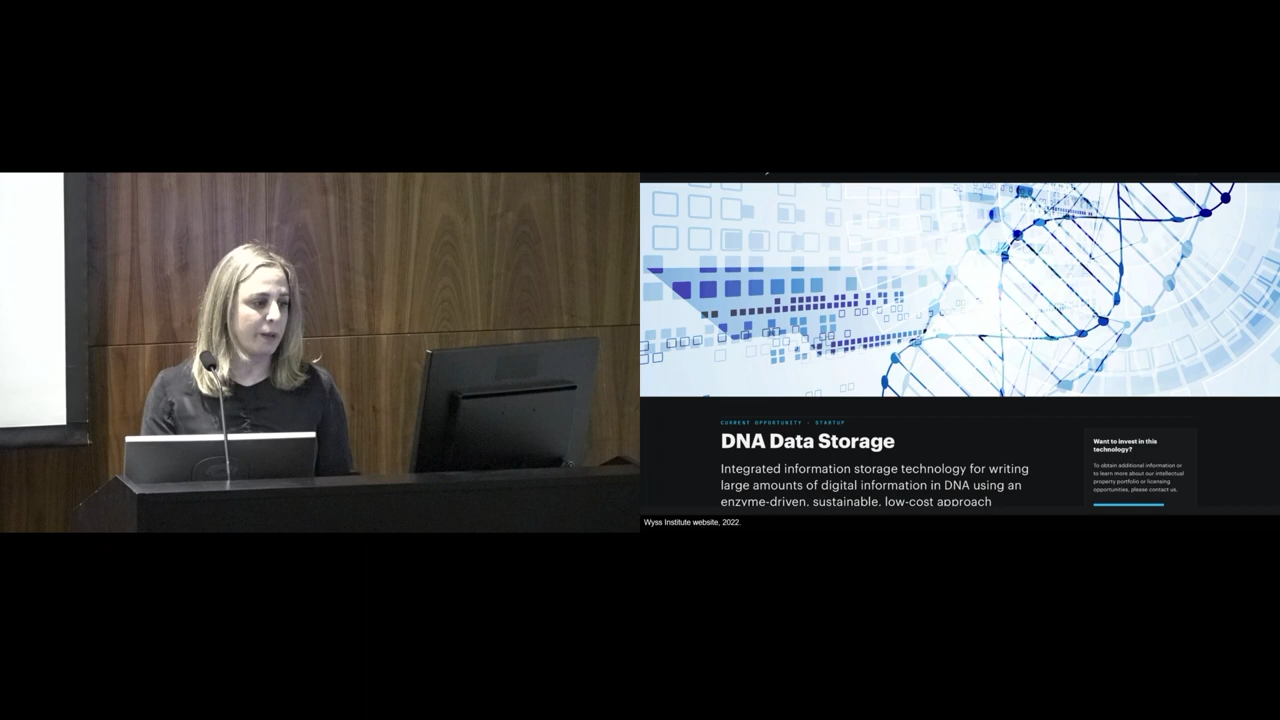 CURRENT OPPORTUNITY - STARTUP
DNA Data Storage
Integrated information storage technology for writing
large amounts of digital information in DNA using an
enzyme-driven, sustainable, low-cost approach
Want to invest in this
technology?
To obtain additional information or
to learn more about our intellectual
property portfolio or licensing
opportunities, please contact us.
Wyss Institute website, 2022.